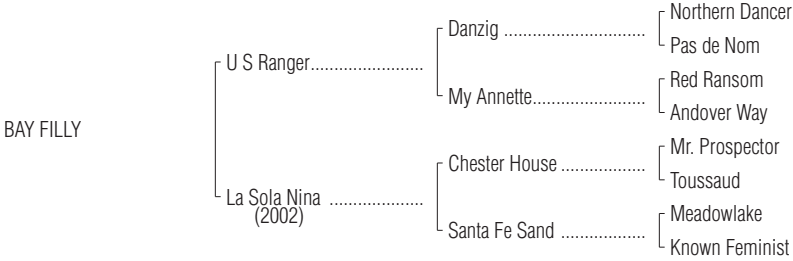 Northern Dancer
Danzig ..............................
Pas de Nom
U S Ranger........................
Red Ransom
My Annette........................
Andover Way
BAY FILLY
Mr. Prospector
Chester House ..................
Toussaud
La Sola Nina ....................
(2002)
Meadowlake
Santa Fe Sand ..................
Known Feminist